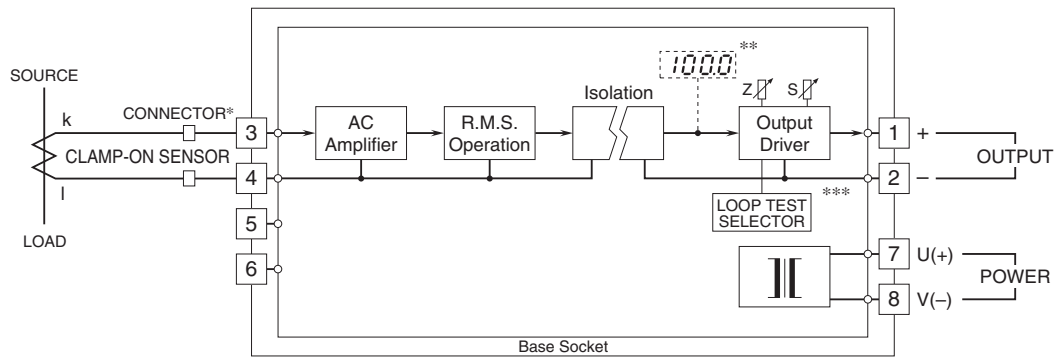 SOURCE
k
CONNECTOR*
CLAMP-ON SENSOR
l
LOAD
3
4
5
6
AC
Amplifier
R.M.S.
Operation
Isolation
100.0
**
Z
S
Output
Driver
***
LOOP TEST
SELECTOR
1
+
2
–
OUTPUT
7
U(+)
8
V(–)
POWER
Base Socket